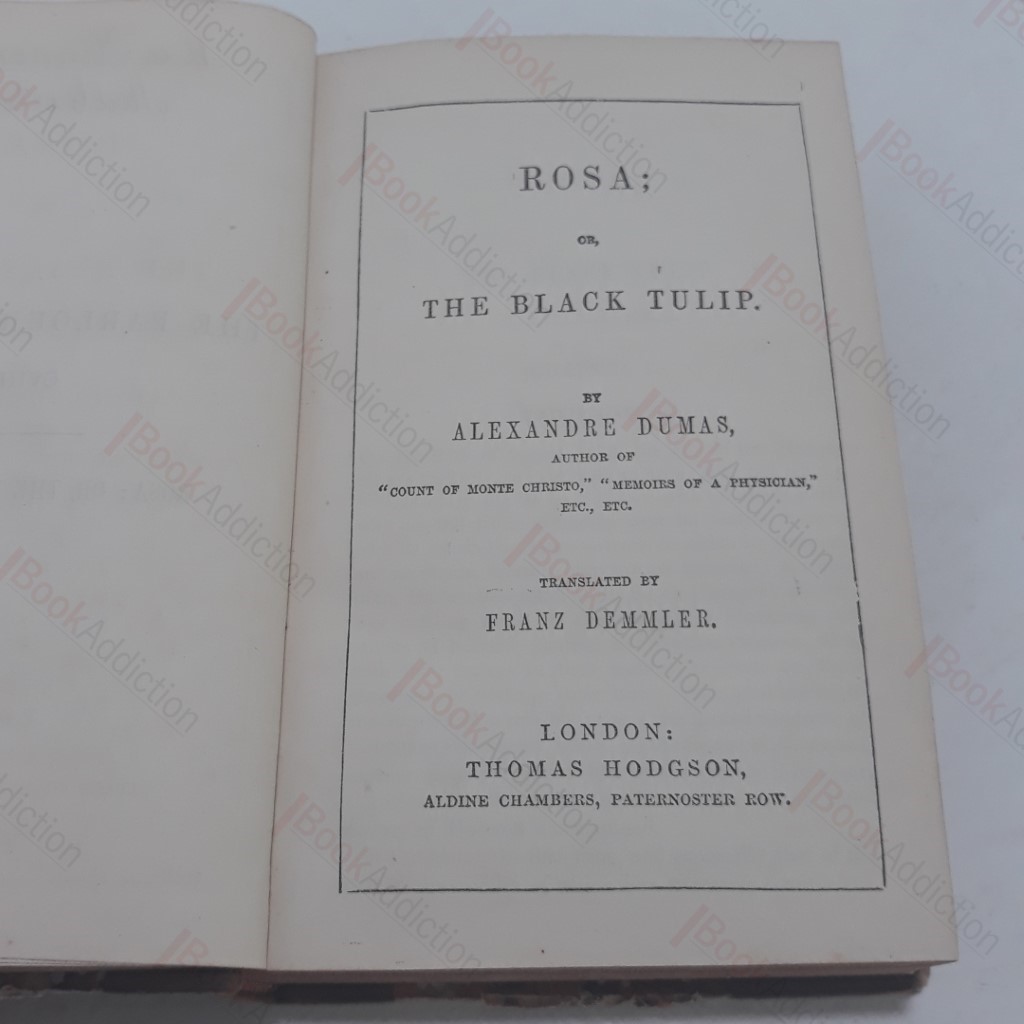 ROSA;
OR,
THE BLACK TULIP.
BY
ALEXANDRE DUMAS,
AUTHOR OF
"COUNT OF MONTE CHRISTO," "MEMOIRS OF A PHYSICIAN,"
ETC., ETC.
TRANSLATED BY
FRANZ DEMMLER.
LONDON:
THOMAS HODGSON,
ALDINE CHAMBERS, PATERNOSTER ROW.
BookAddiction